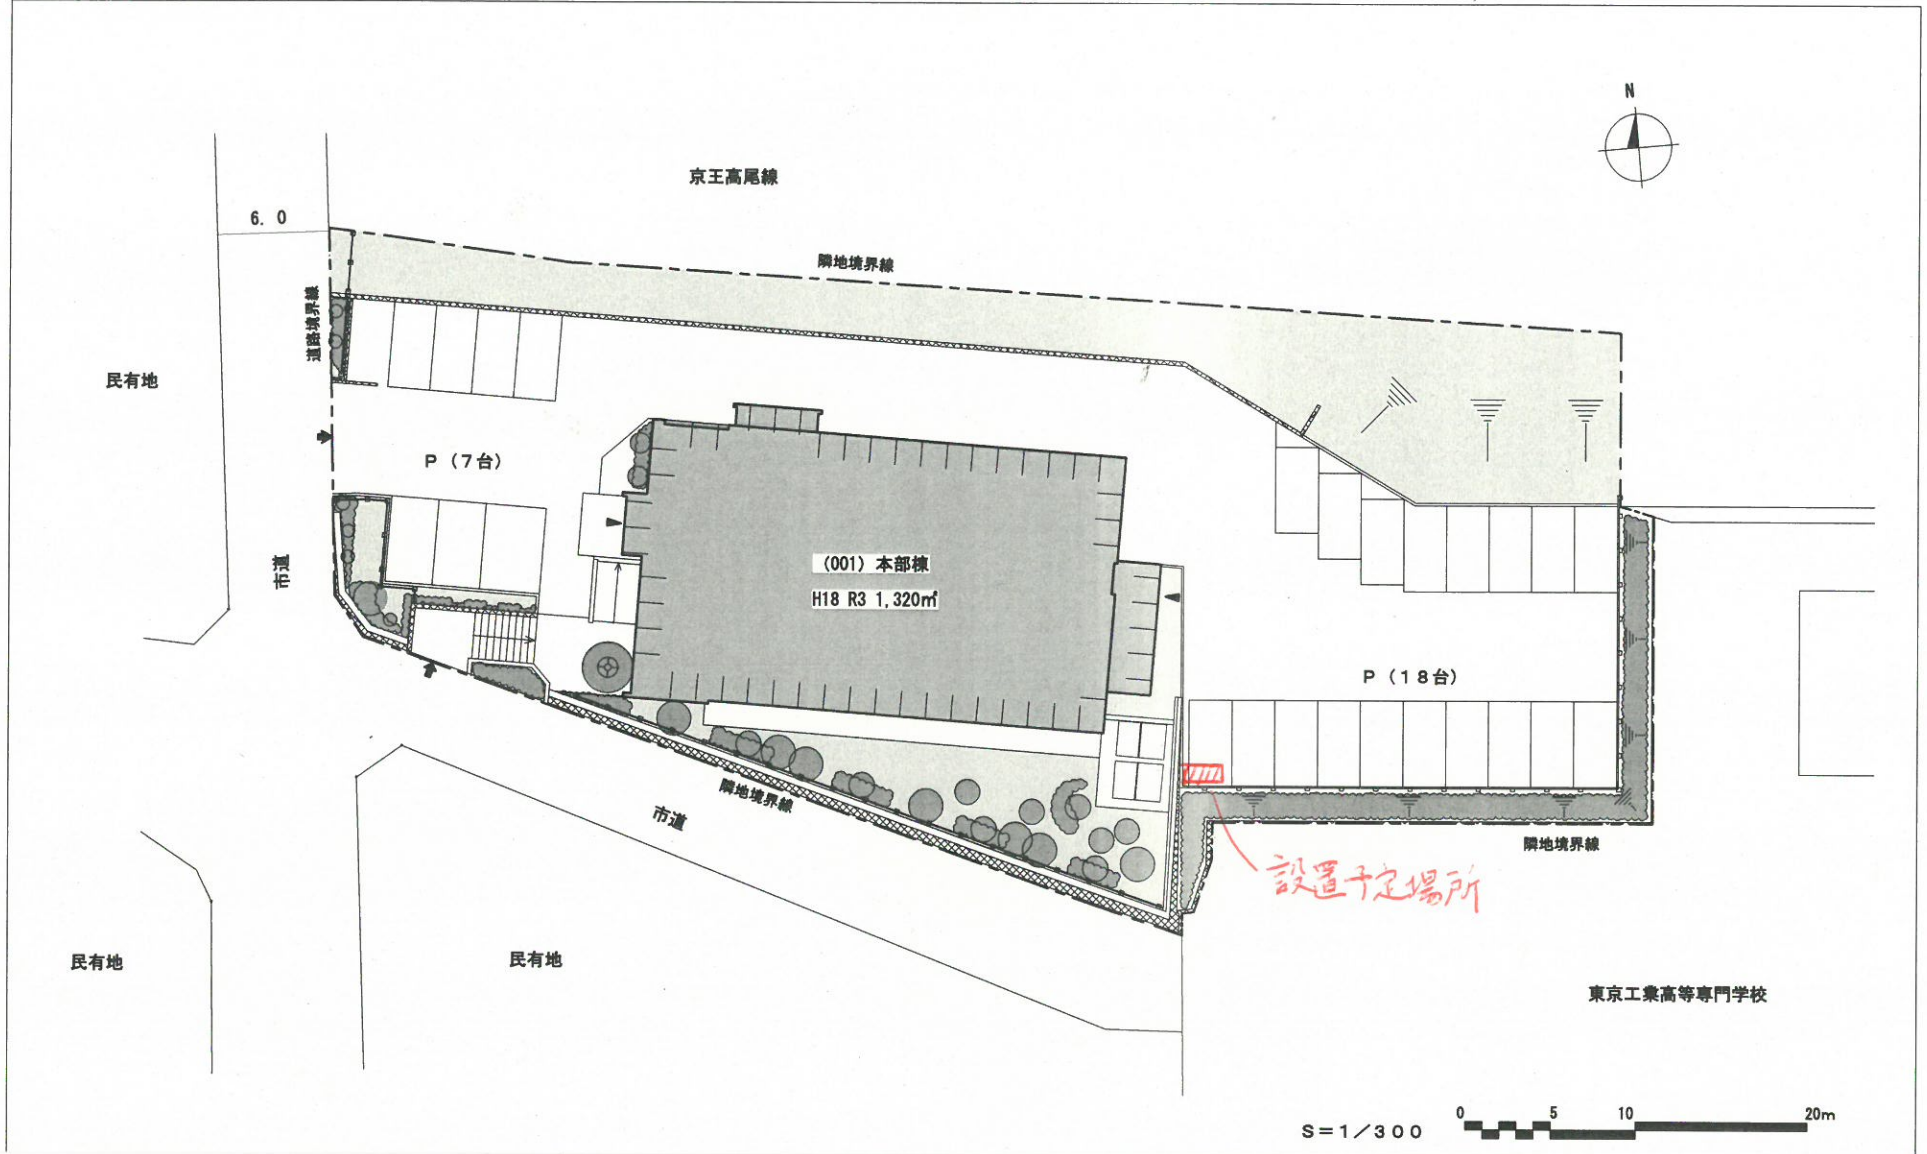 N
京王高尾線
6. 0
隣地境界線
道路境界線
民有地
P (7台)
市道
(001) 本部棟
H18 R3 1,320㎡
P (18台)
隣地境界線
市道
隣地境界線
設置予定場所
民有地
民有地
東京工業高等専門学校
S=1/300
0 5 10 20m